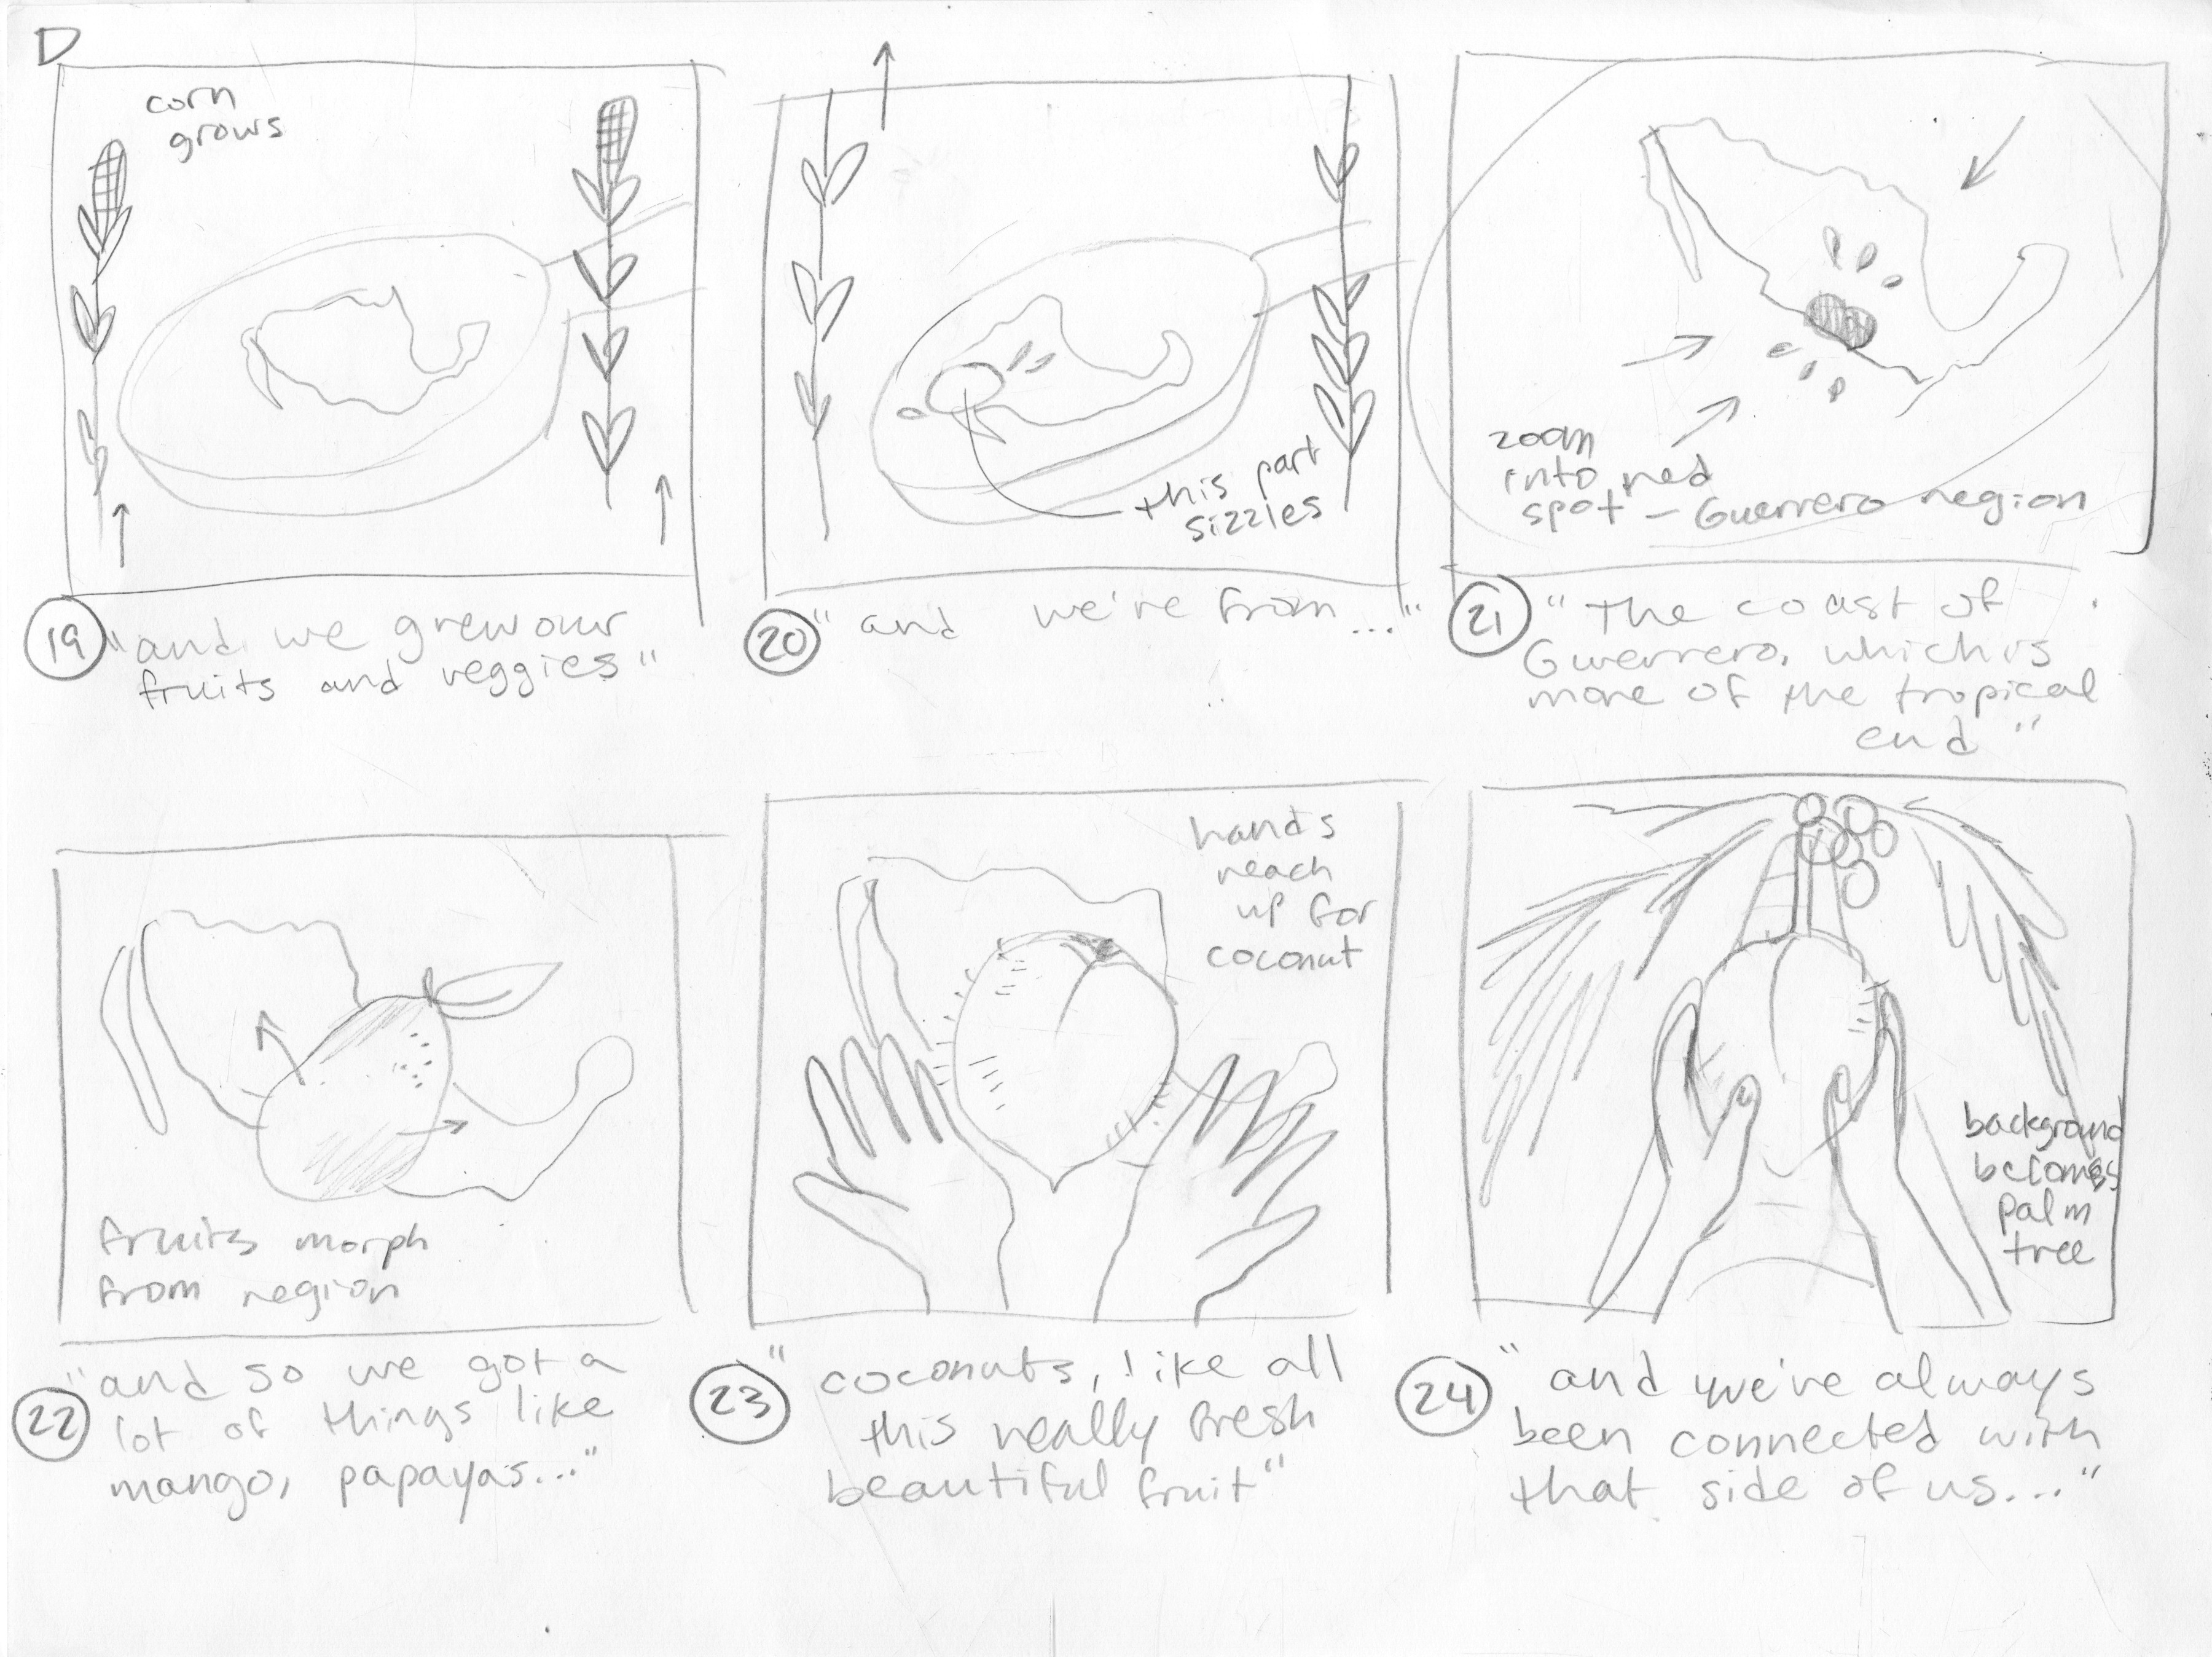 D
corn
grows
19 "and we grew our
fruits and veggies"
this part
sizzles
20 "and we're from..."
zoom
into red
spot - Guerrero region
21 "The coast of
Guerrero, which is
more of the tropical
end"
fruits morph
from region
22 "and so we got a
lot of things like
mango, papayas..."
hands
reach
up for
coconut
23 "coconuts, like all
this really fresh
beautiful fruit"
background
becomes
palm
tree
24 "and we've always
been connected with
that side of us..."